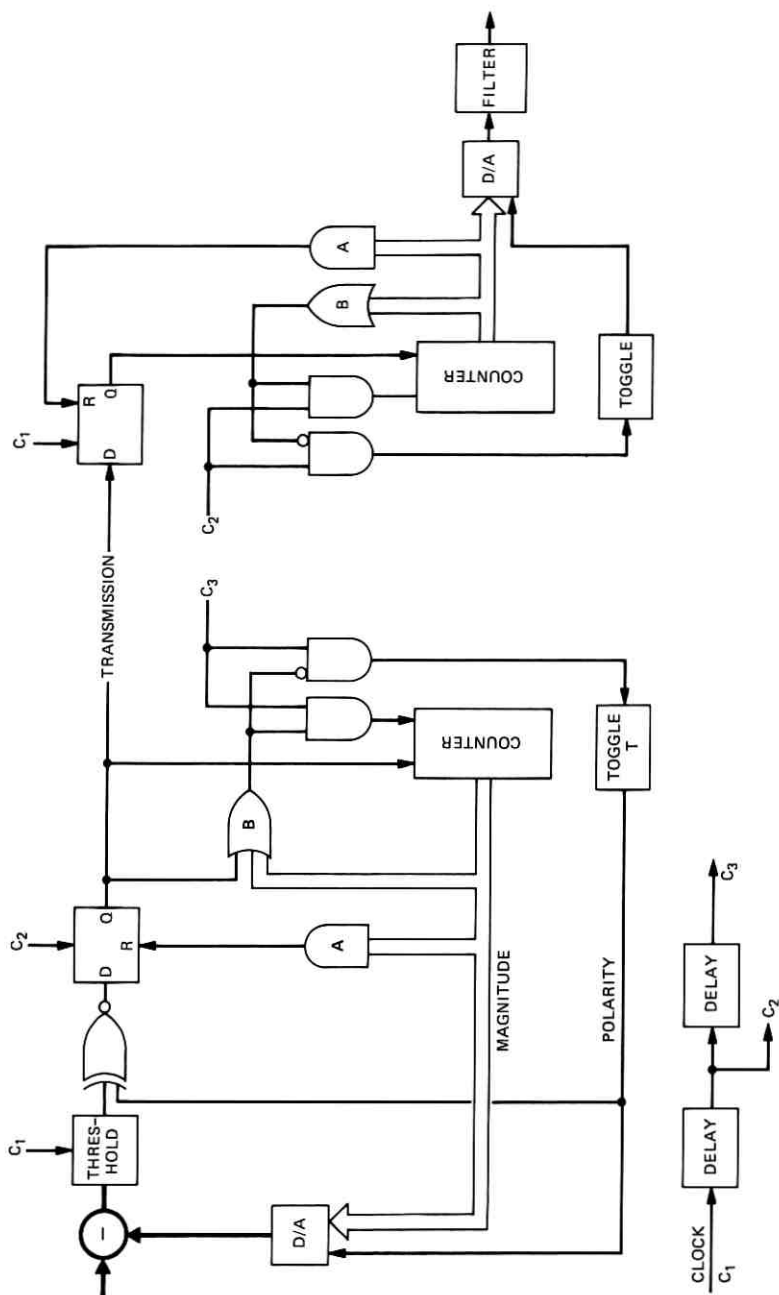 C1
THRES-
HOLD
−
D/A
C2
D
Q
R
A
B
TRANSMISSION
C3
COUNTER
TOGGLE
T
MAGNITUDE
POLARITY
CLOCK
C1
DELAY
C2
DELAY
C3
C1
D
R
Q
C2
B
A
COUNTER
TOGGLE
D/A
FILTER